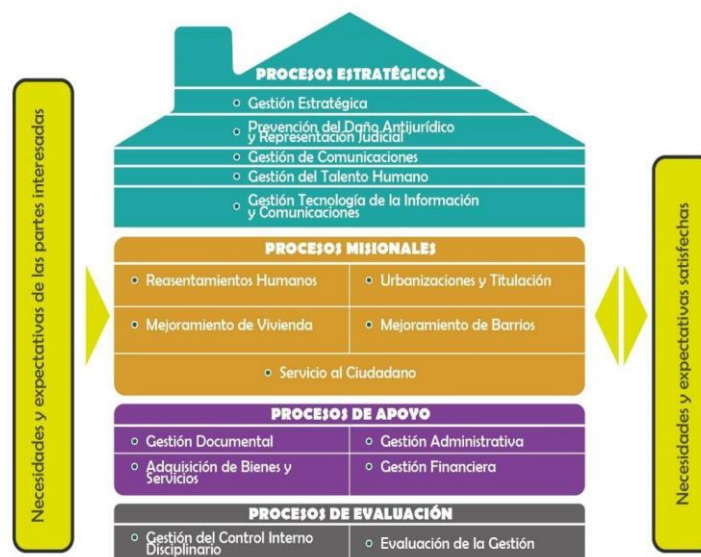 Necesidades y expectativas de las partes interesadas
PROCESOS ESTRATÉGICOS
Gestión Estratégica
Prevención del Daño Antijurídico
y Representación Judicial
Gestión de Comunicaciones
Gestión del Talento Humano
Gestión Tecnología de la Información
y Comunicaciones
PROCESOS MISIONALES
Reasentamientos Humanos
Urbanizaciones y Titulación
Mejoramiento de Vivienda
Mejoramiento de Barrios
Servicio al Ciudadano
PROCESOS DE APOYO
Gestión Documental
Gestión Administrativa
Adquisición de Bienes y
Servicios
Gestión Financiera
PROCESOS DE EVALUACIÓN
Gestión del Control Interno
Disciplinario
Evaluación de la Gestión
Necesidades y expectativas satisfechas